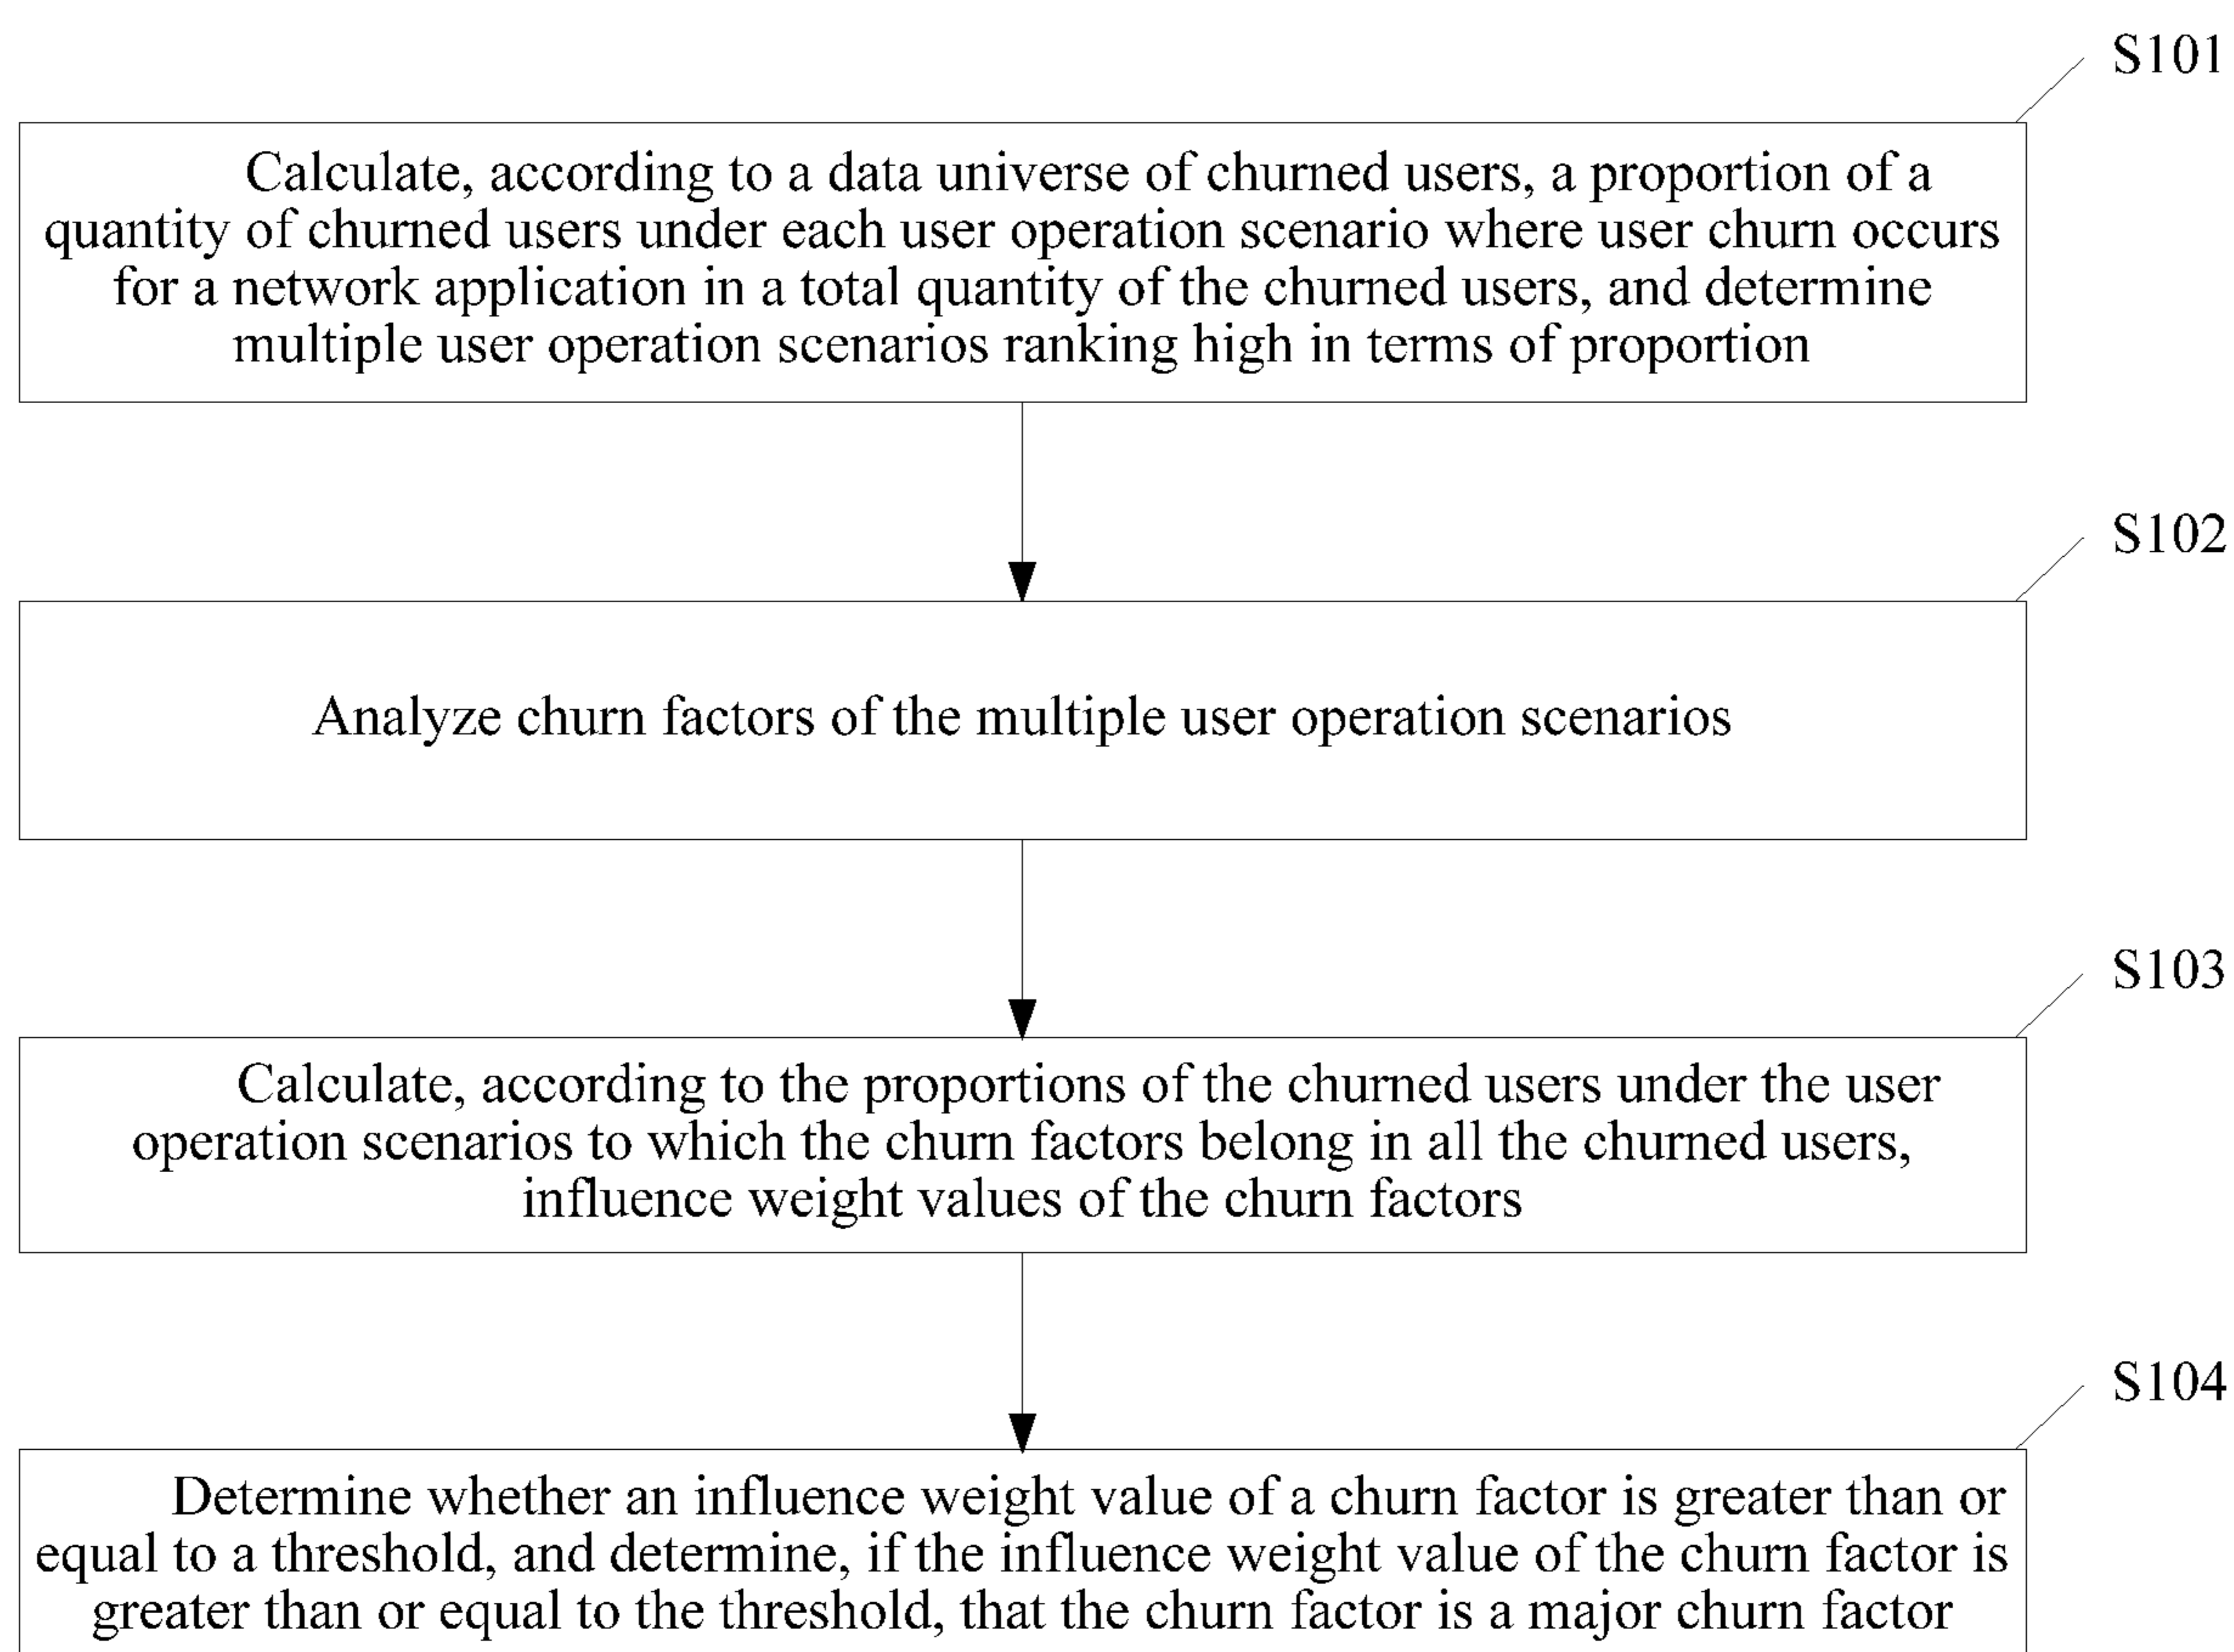 S101
Calculate, according to a data universe of churned users, a proportion of a
quantity of churned users under each user operation scenario where user churn occurs
for a network application in a total quantity of the churned users, and determine
multiple user operation scenarios ranking high in terms of proportion
S102
Analyze churn factors of the multiple user operation scenarios
S103
Calculate, according to the proportions of the churned users under the user
operation scenarios to which the churn factors belong in all the churned users,
influence weight values of the churn factors
S104
Determine whether an influence weight value of a churn factor is greater than or
equal to a threshold, and determine, if the influence weight value of the churn factor is
greater than or equal to the threshold, that the churn factor is a major churn factor